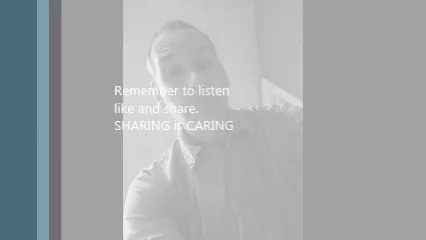 Remember to listen
like and share.
SHARING is CARING